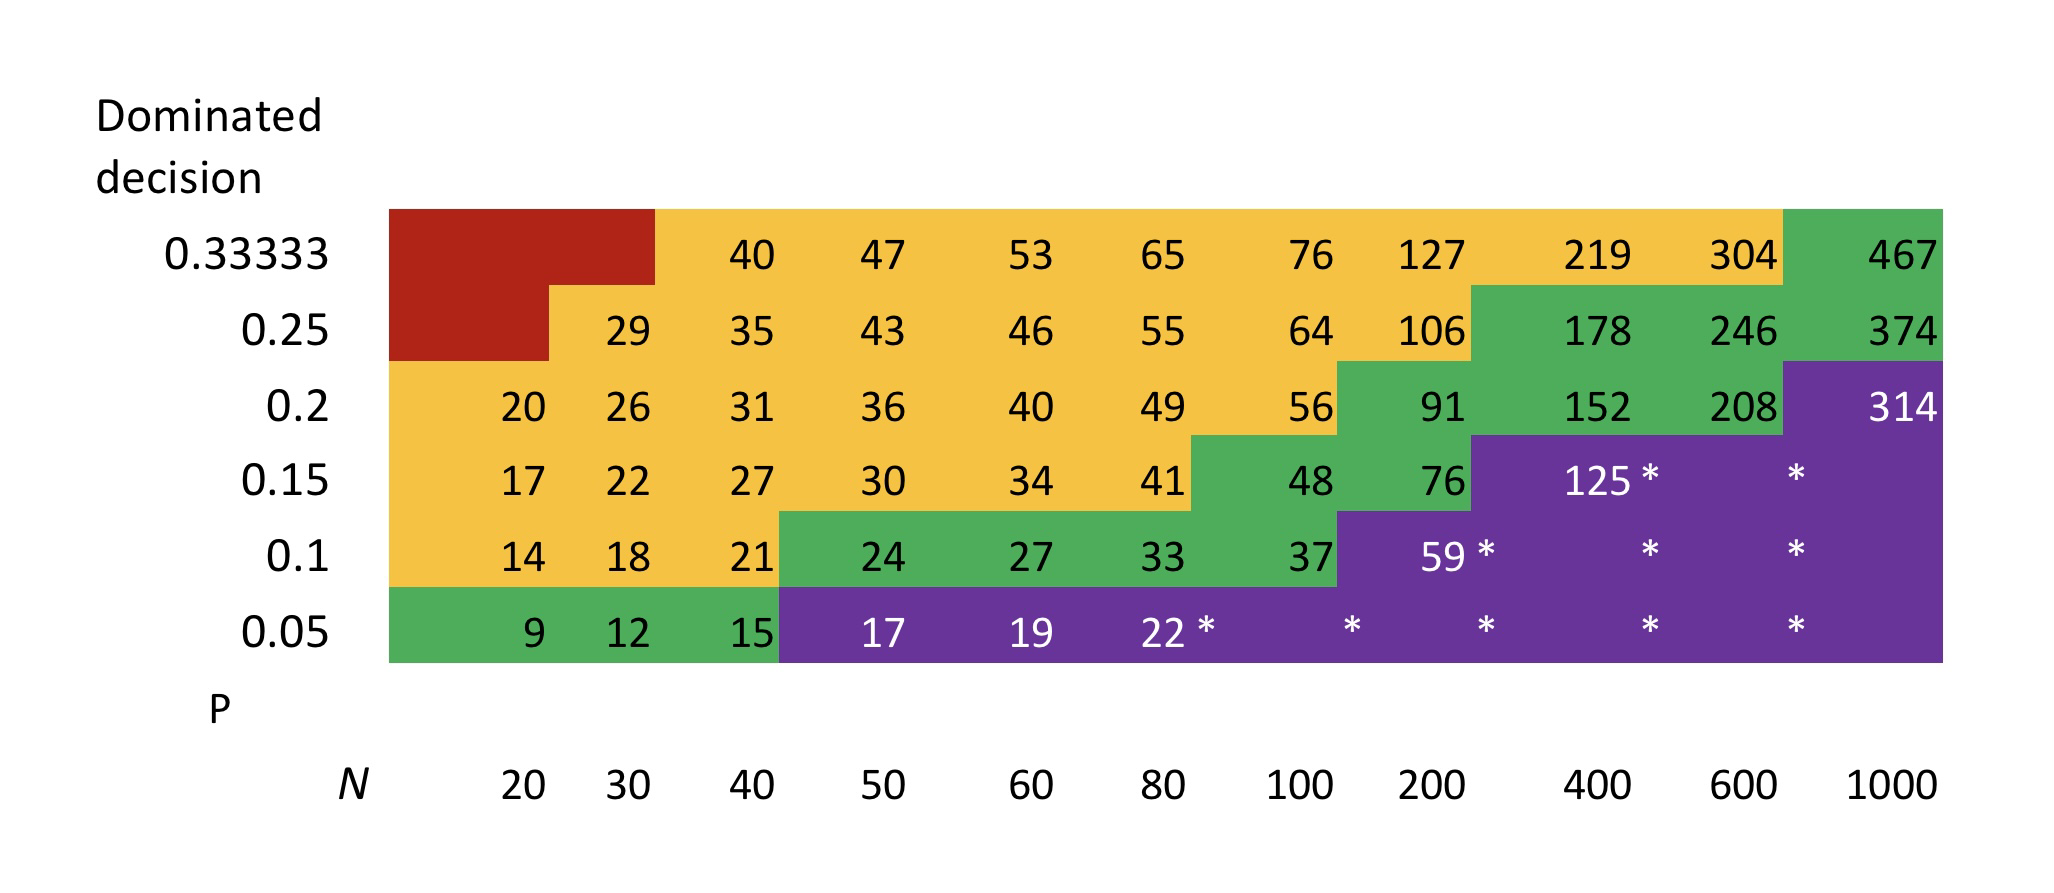 Dominated
decision
0.33333 40 47 53 65 76 127 219 304 467
0.25 29 35 43 46 55 64 106 178 246 374
0.2 20 26 31 36 40 49 56 91 152 208 314
0.15 17 22 27 30 34 41 48 76 125 * *
0.1 14 18 21 24 27 33 37 59 * * *
0.05 9 12 15 17 19 22 * * * * *
P
N 20 30 40 50 60 80 100 200 400 600 1000